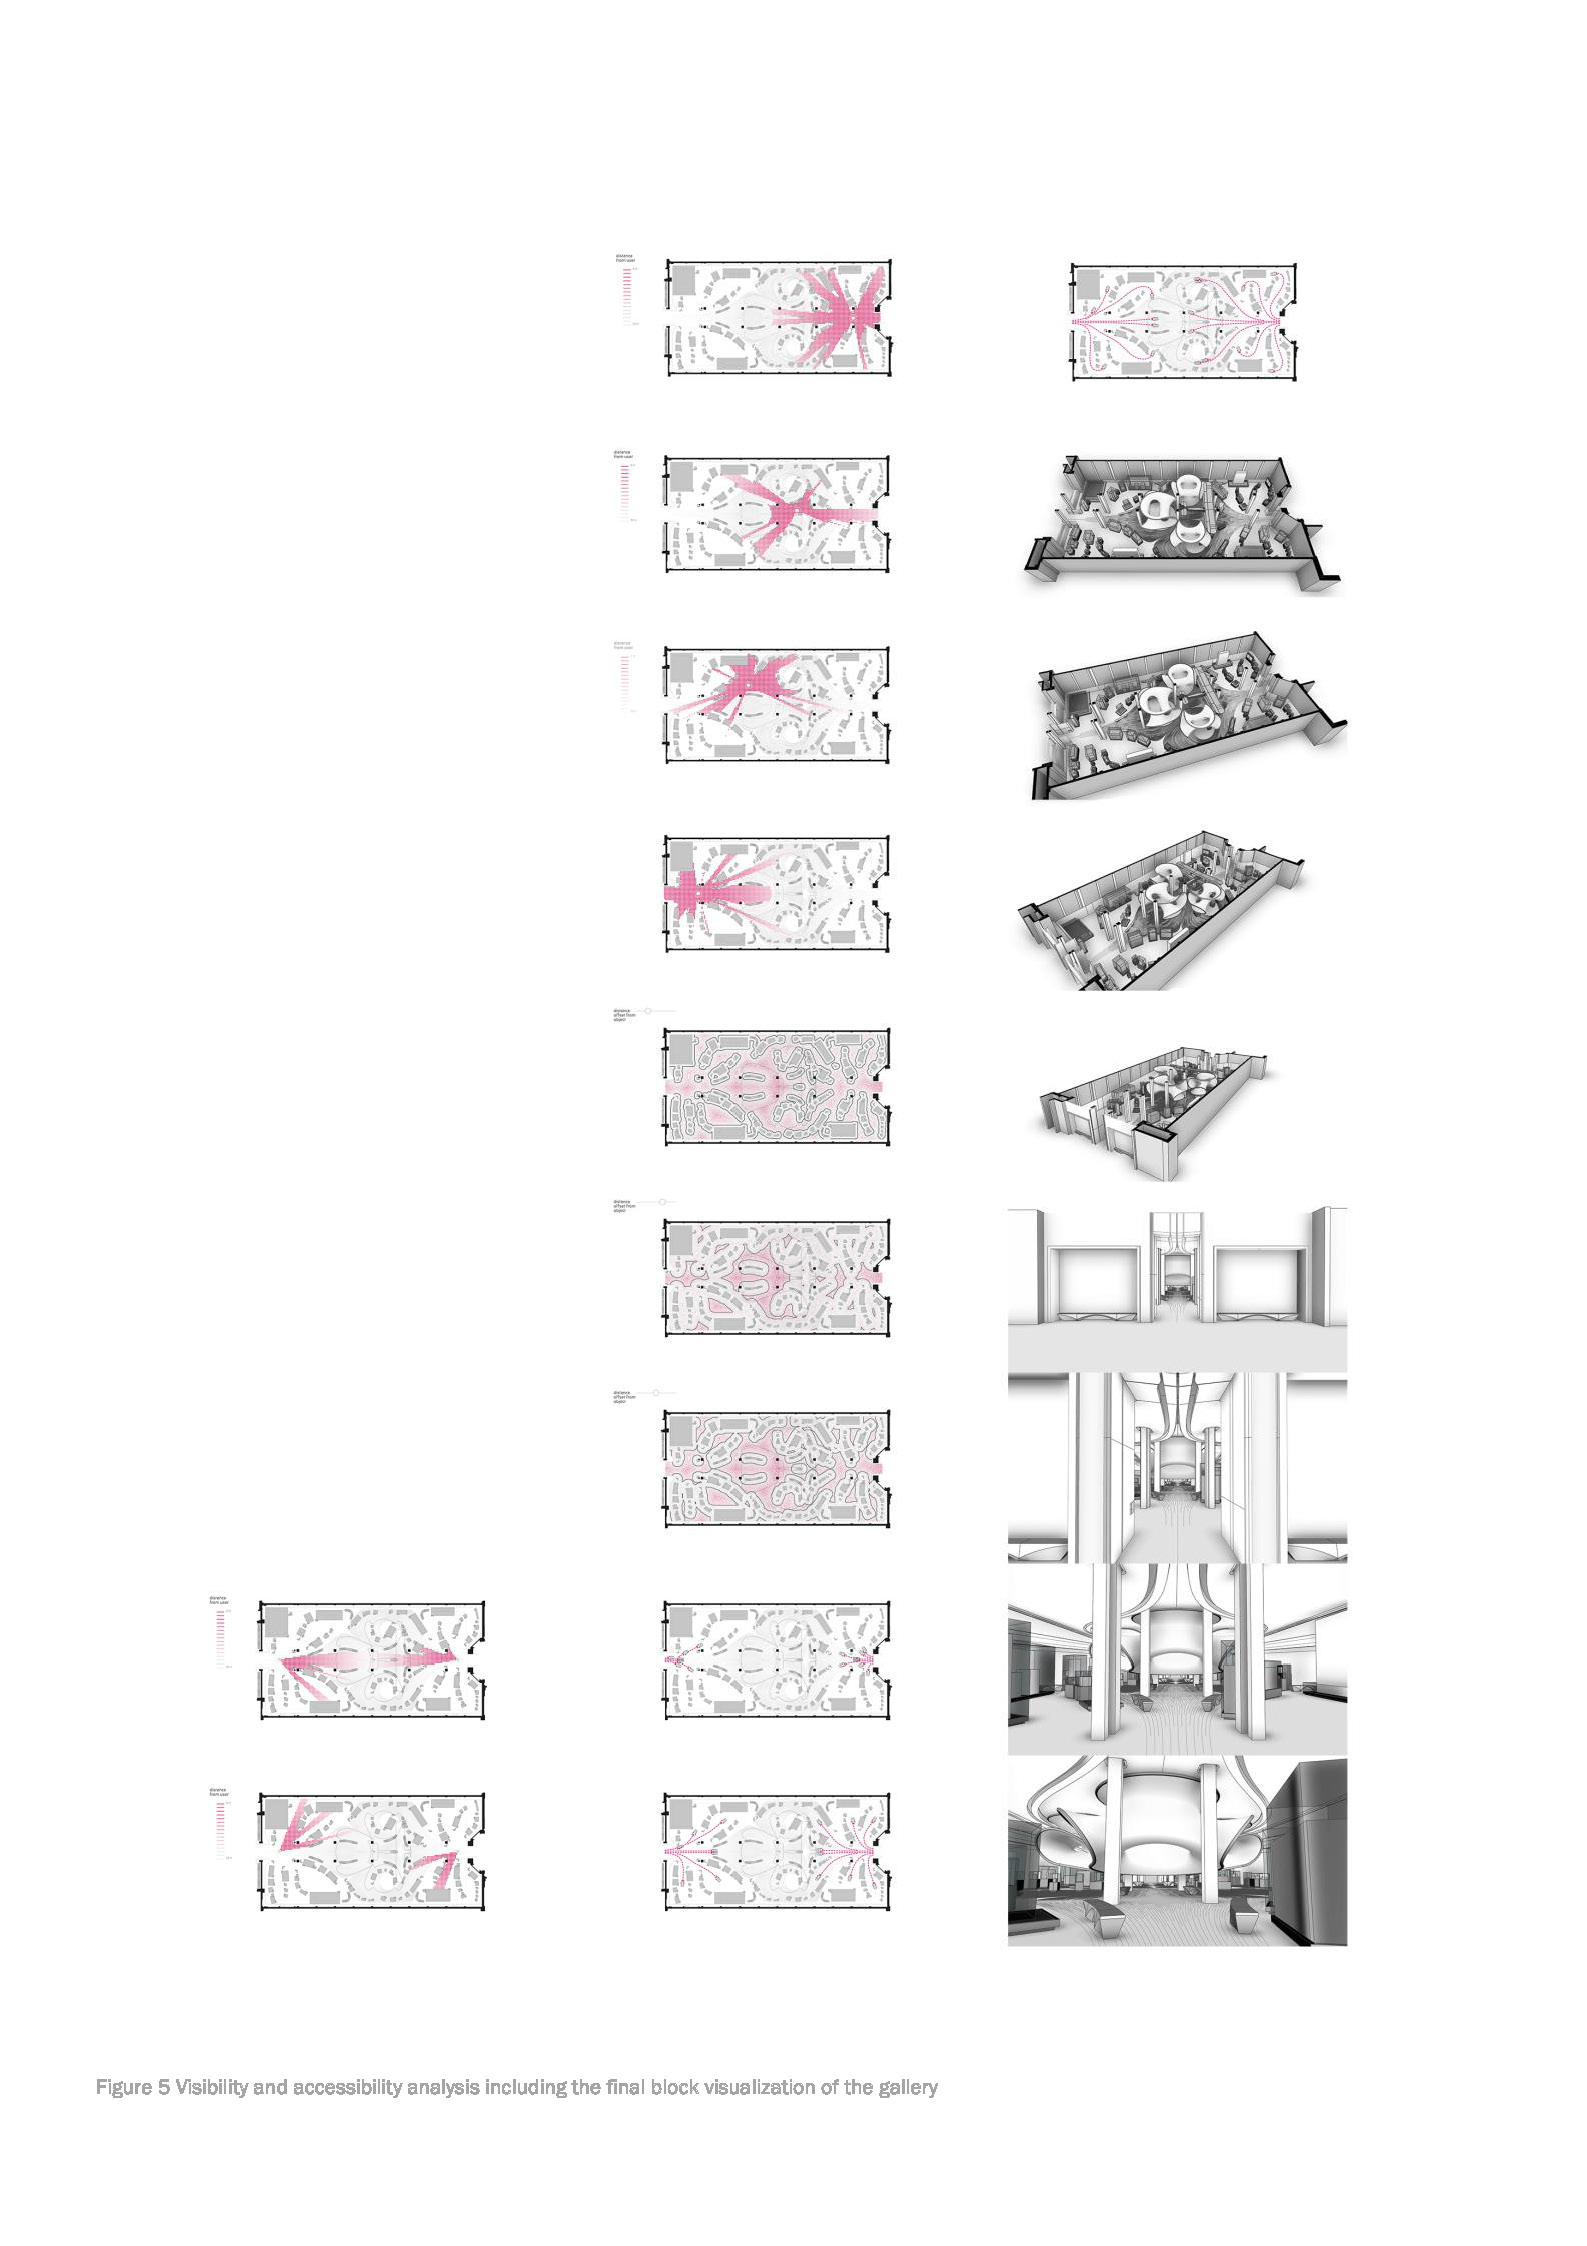 distance
from user
distance
from user
distance
from user
distance
offset from
object
distance
offset from
object
distance
offset from
object
distance
from user
distance
from user
Figure 5 Visibility and accessibility analysis including the final block visualization of the gallery